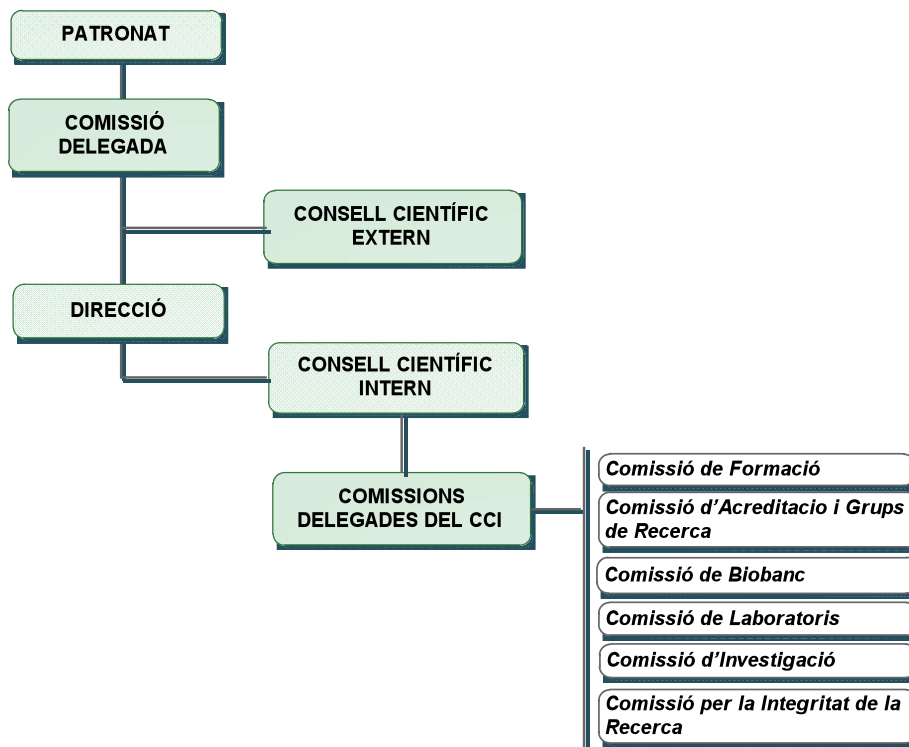 PATRONAT
COMISSIÓ
DELEGADA
CONSELL CIENTÍFIC
EXTERN
DIRECCIÓ
CONSELL CIENTÍFIC
INTERN
COMISSIONS
DELEGADES DEL CCI
Comissió de Formació
Comissió d’Acreditacio i Grups
de Recerca
Comissió de Biobanc
Comissió de Laboratoris
Comissió d’Investigació
Comissió per la Integritat de la
Recerca